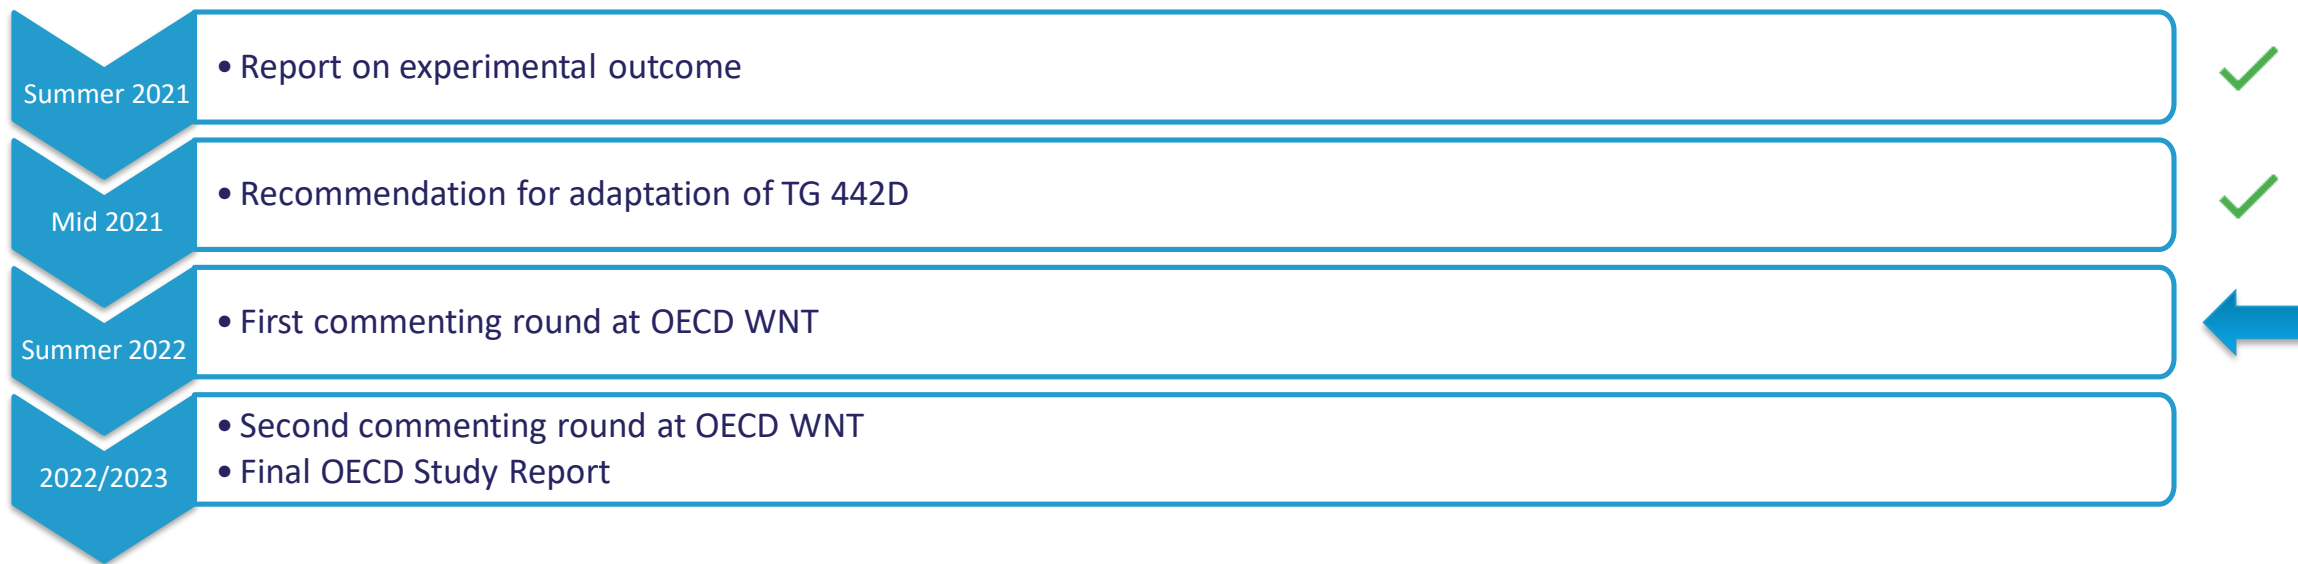 Summer 2021
• Report on experimental outcome
Mid 2021
• Recommendation for adaptation of TG 442D
Summer 2022
• First commenting round at OECD WNT
2022/2023
• Second commenting round at OECD WNT
• Final OECD Study Report